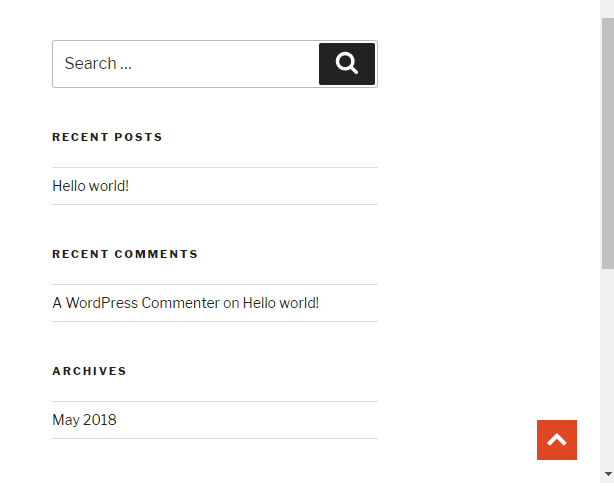 Search …
RECENT POSTS
Hello world!
RECENT COMMENTS
A WordPress Commenter on Hello world!
ARCHIVES
May 2018